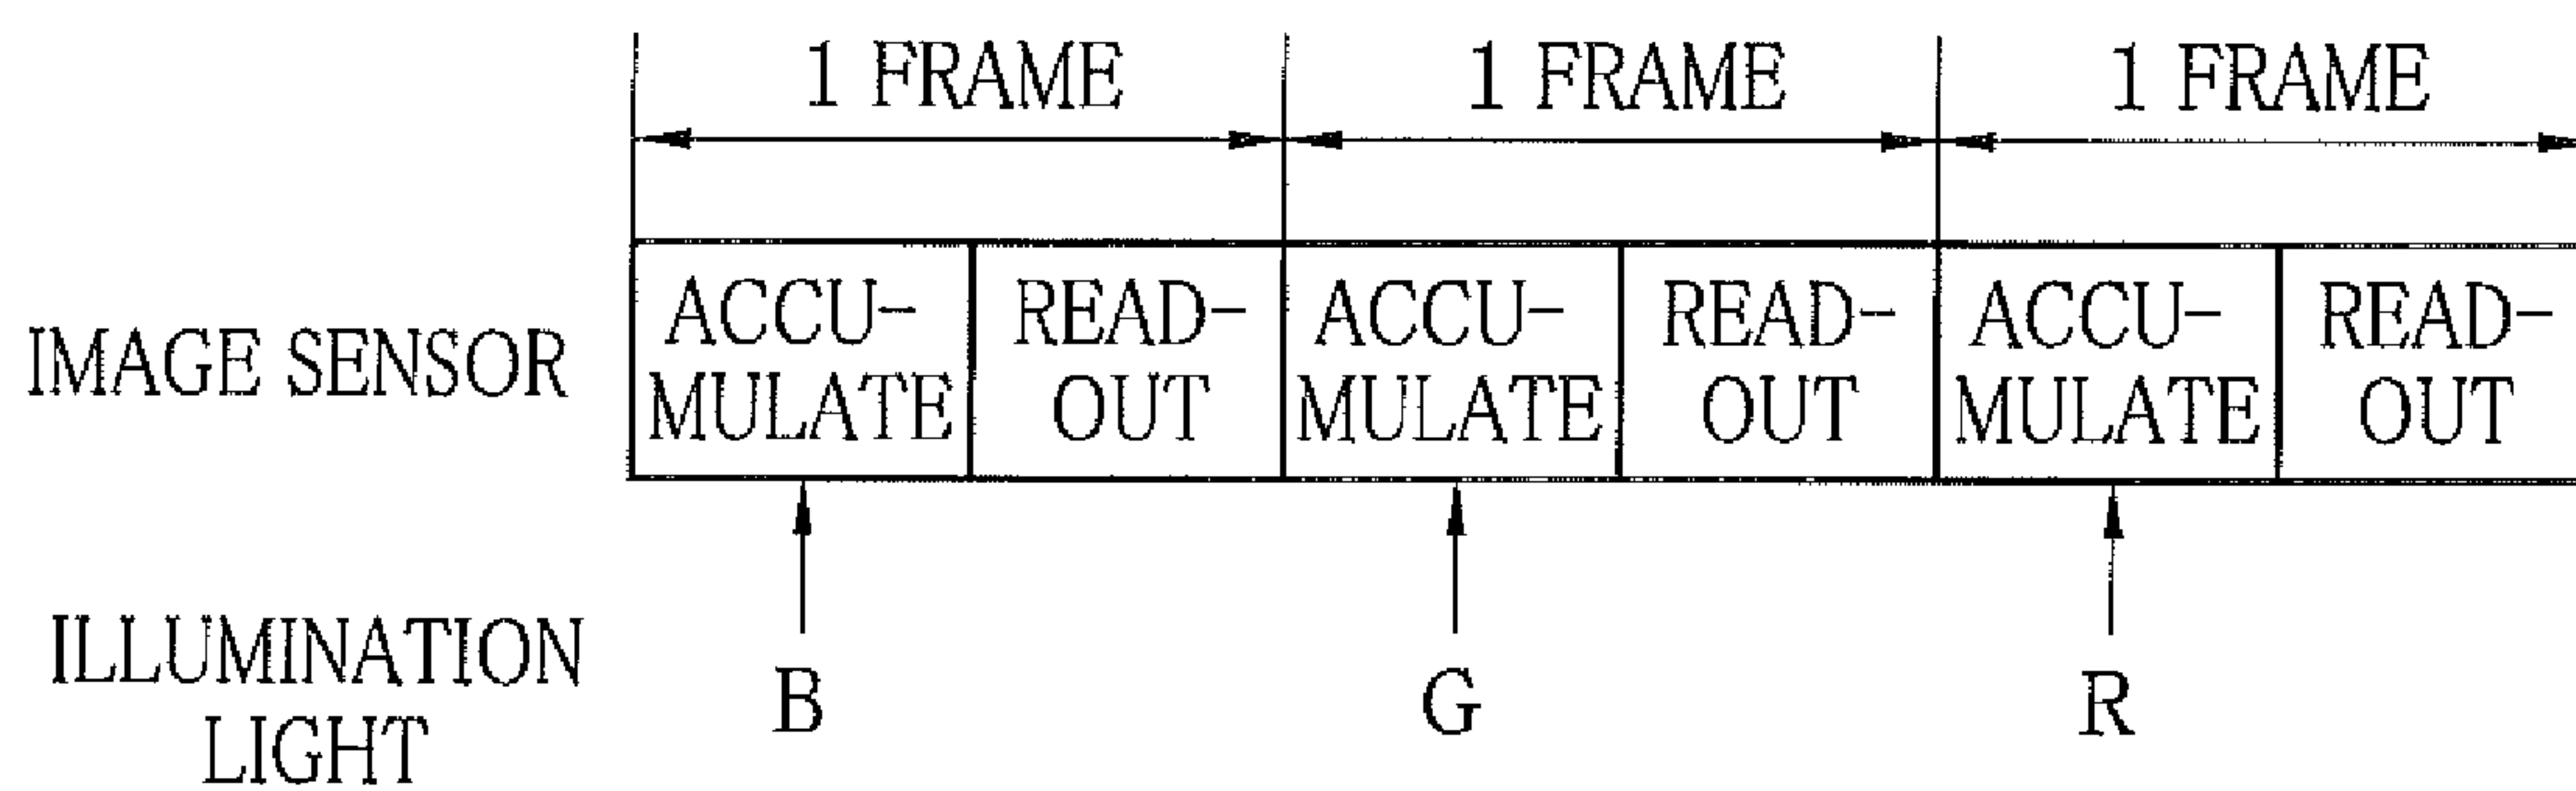 1 FRAME 1 FRAME 1 FRAME
IMAGE SENSOR
ACCU-
MULATE
READ-
OUT
ACCU-
MULATE
READ-
OUT
ACCU-
MULATE
READ-
OUT
ILLUMINATION
LIGHT
B G R